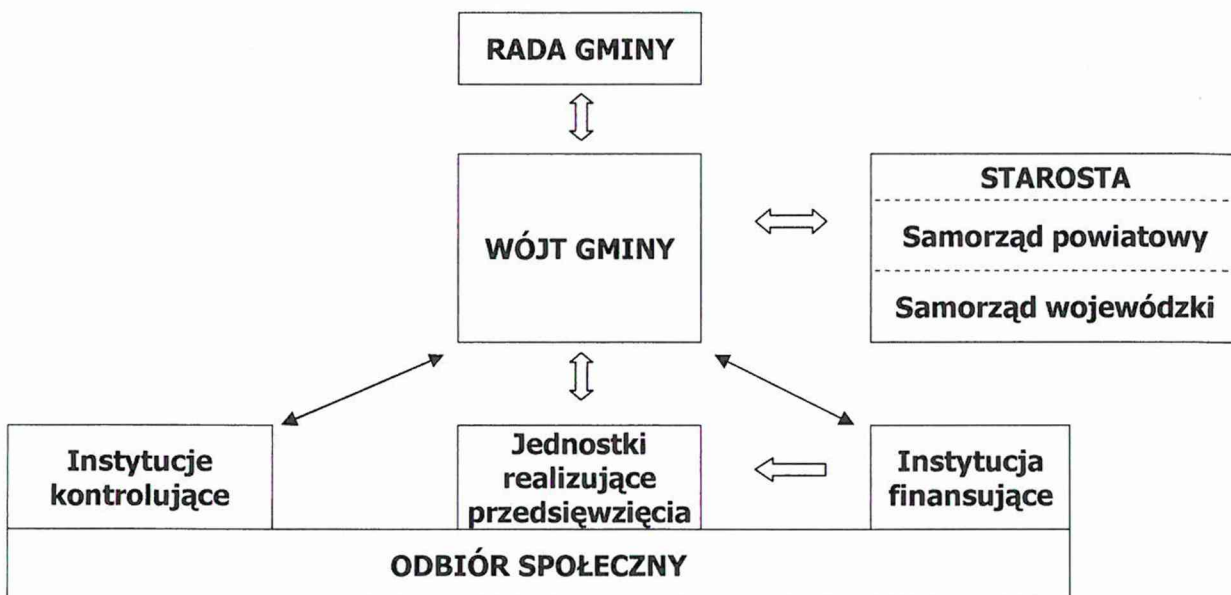 RADA GMINY
WÓJT GMINY
STAROSTA
Samorząd powiatowy
Samorząd wojewódzki
Instytucje
kontrolujące
Jednostki
realizujące
przedsięwzięcia
Instytucja
finansujące
ODBIÓR SPOŁECZNY